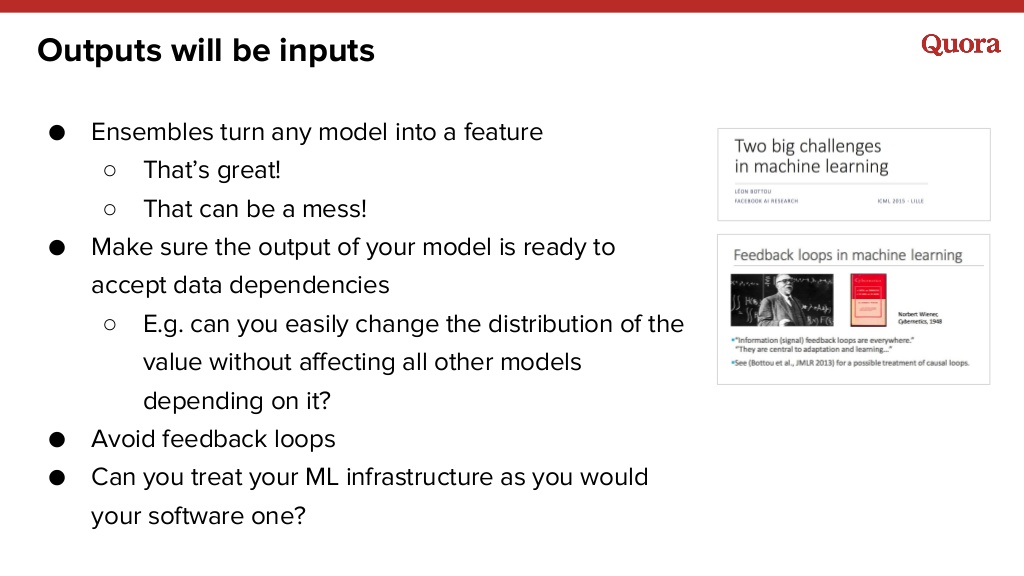 Outputs will be inputs
Quora
● Ensembles turn any model into a feature
○ That’s great!
○ That can be a mess!
● Make sure the output of your model is ready to
accept data dependencies
○ E.g. can you easily change the distribution of the
value without affecting all other models
depending on it?
● Avoid feedback loops
● Can you treat your ML infrastructure as you would
your software one?
Two big challenges
in machine learning
LÉON BOTTOU
FACEBOOK AI RESEARCH ICML 2015 - LILLE
Feedback loops in machine learning
Norbert Wiener,
Cybernetics, 1948
•“Information (signal) feedback loops are everywhere.”
“They are central to adaptation and learning...”
•See (Bottou et al., JMLR 2013) for a possible treatment of causal loops.